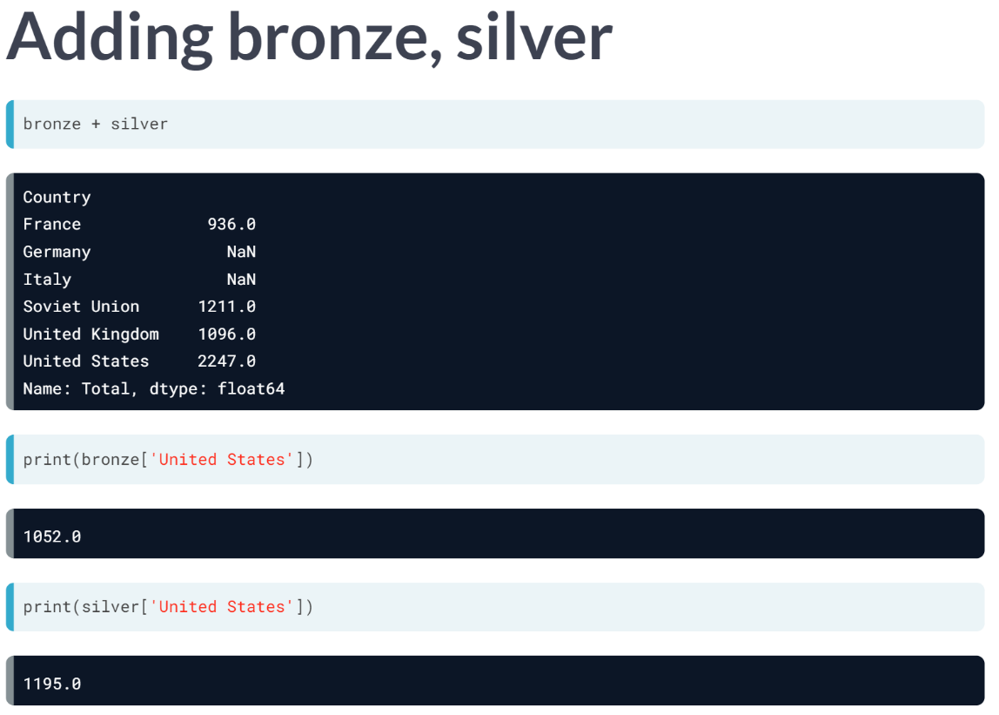 Adding bronze, silver
bronze + silver
Country
France             936.0
Germany              NaN
Italy                NaN
Soviet Union      1211.0
United Kingdom    1096.0
United States     2247.0
Name: Total, dtype: float64
print(bronze['United States'])
1052.0
print(silver['United States'])
1195.0